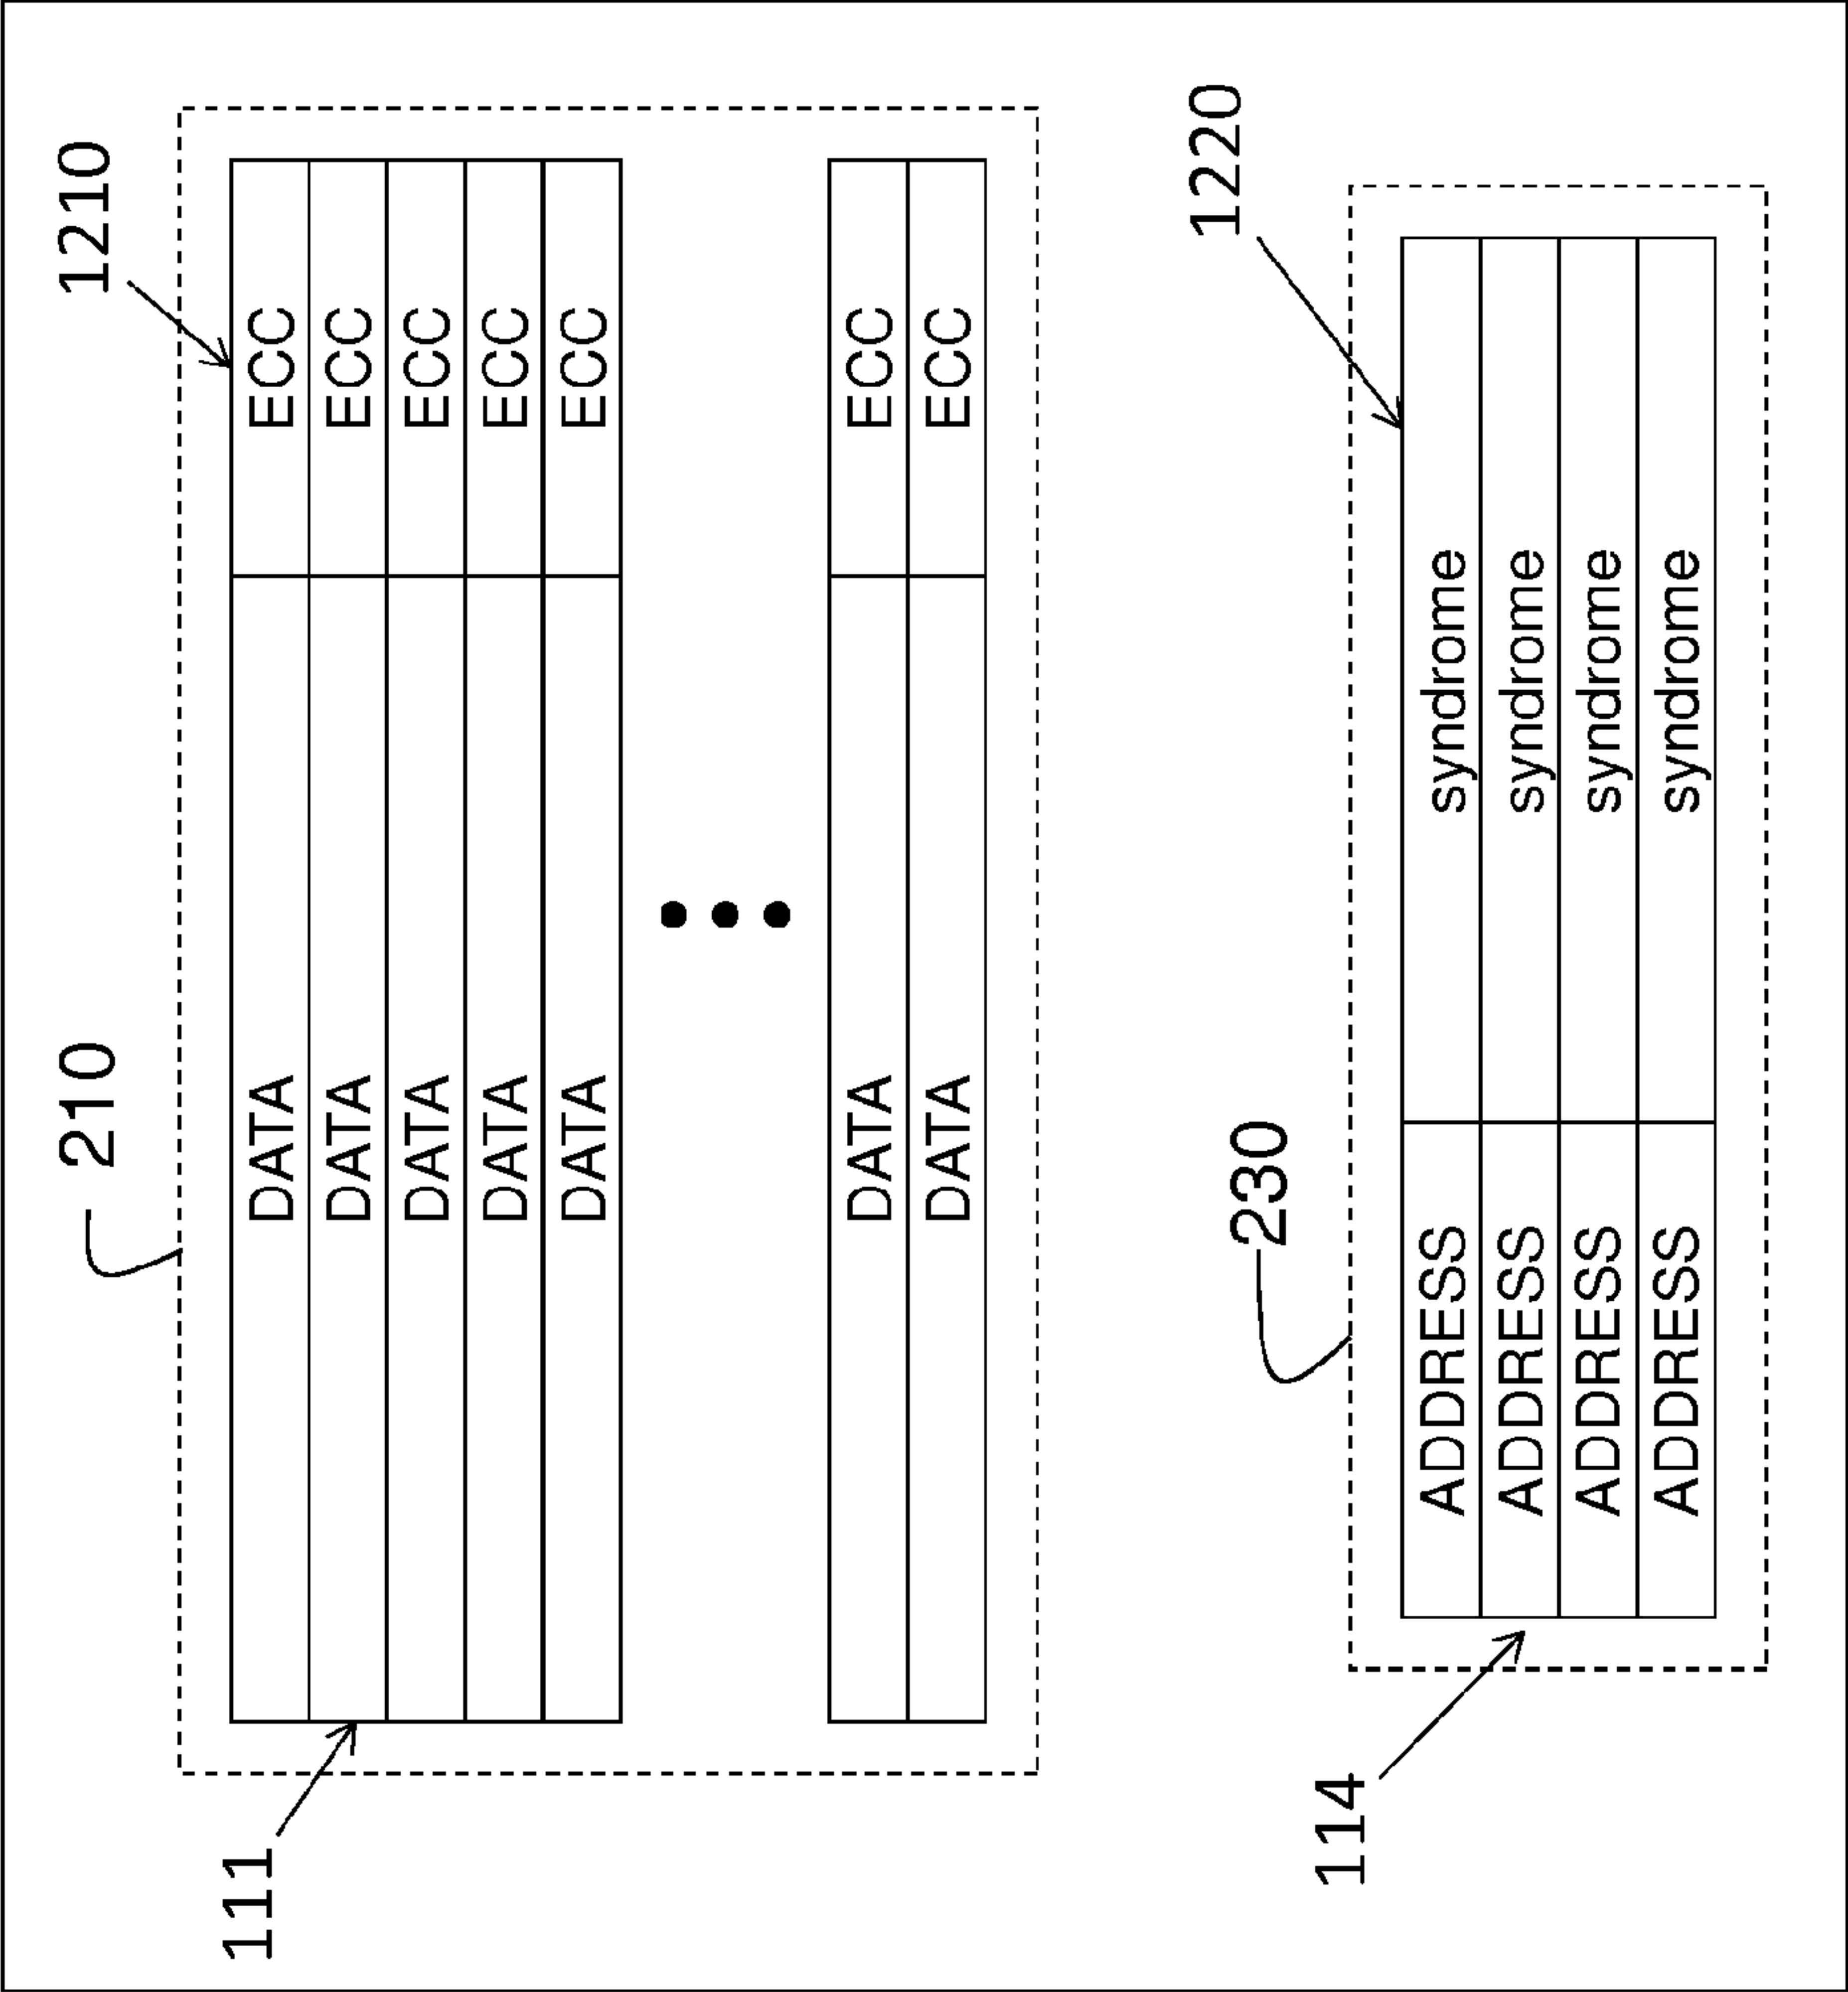 210
1210
111
DATA ECC
DATA ECC
DATA ECC
DATA ECC
DATA ECC
DATA ECC
DATA ECC
230
1220
114
ADDRESS syndrome
ADDRESS syndrome
ADDRESS syndrome
ADDRESS syndrome